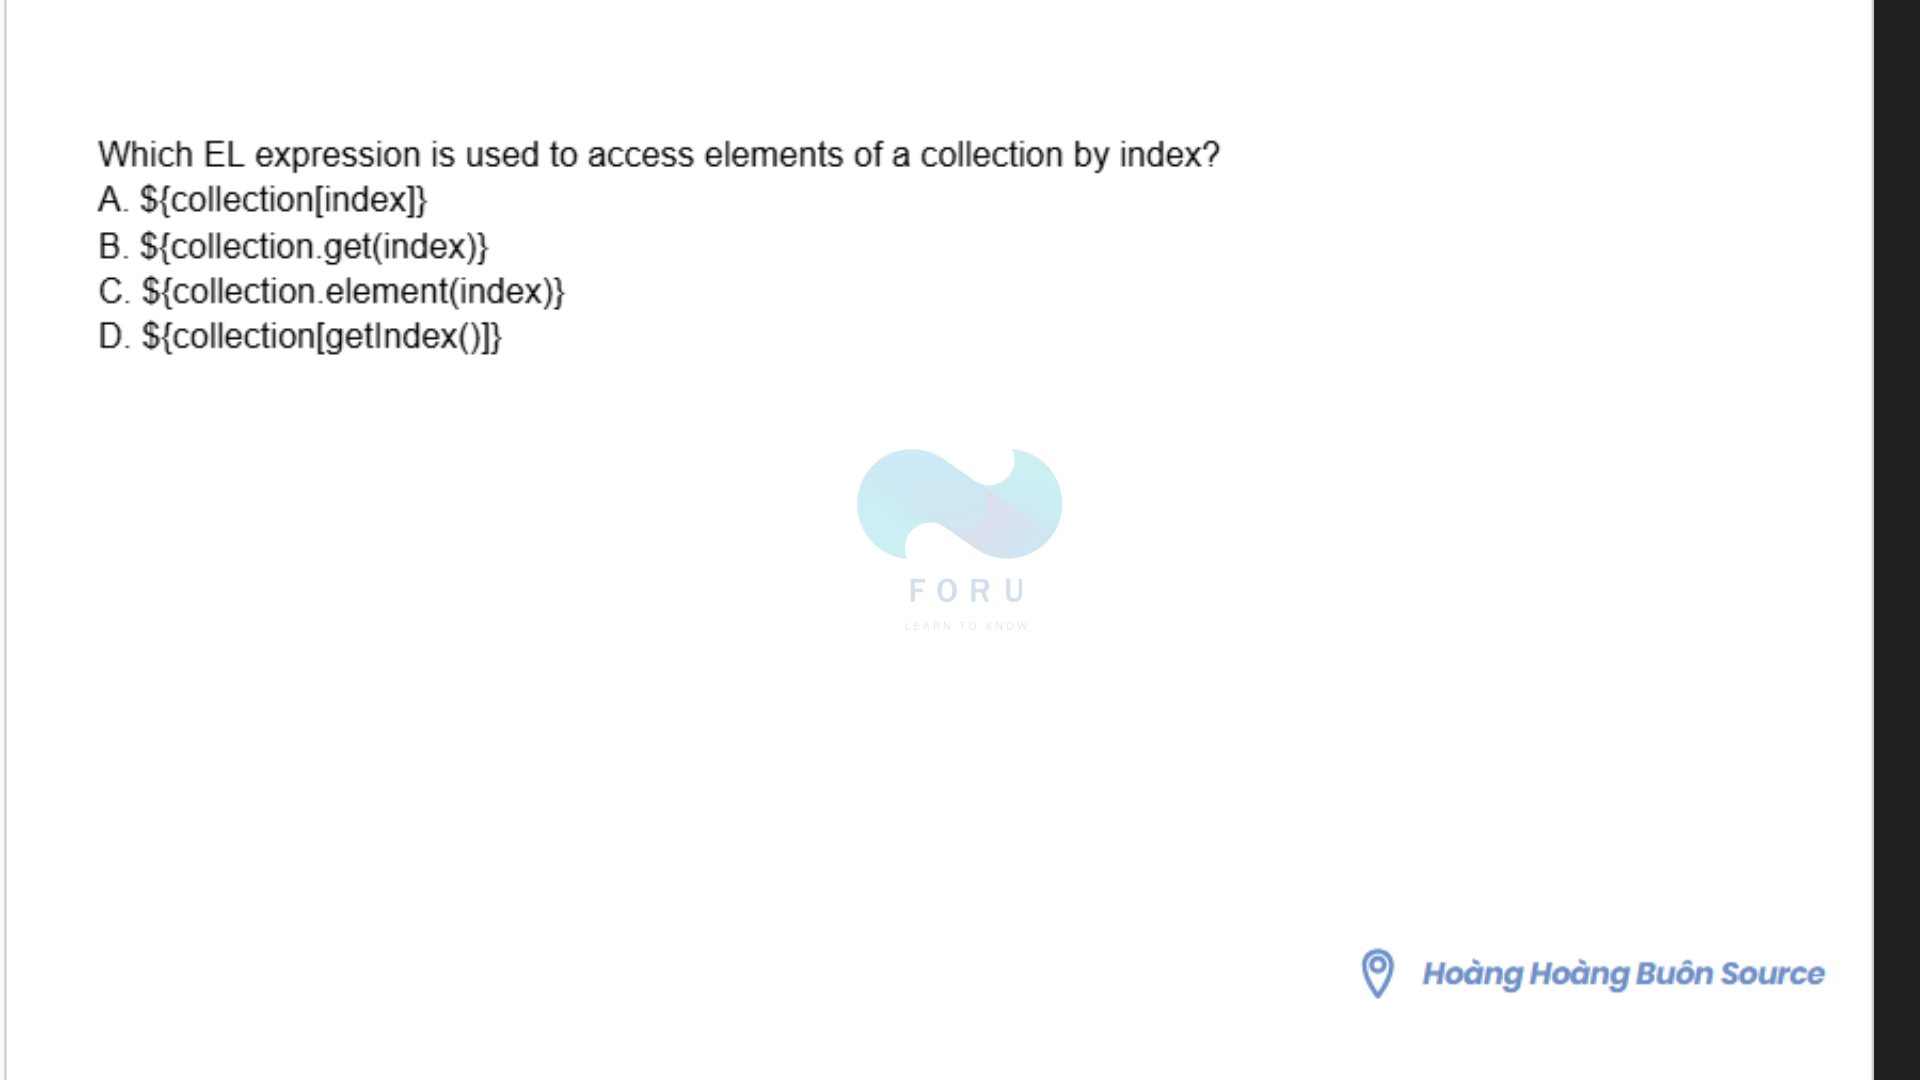 Which EL expression is used to access elements of a collection by index?
A. ${collection[index]}
B. ${collection.get(index)}
C. ${collection.element(index)}
D. ${collection[getIndex()]}
FORU
LEARN TO KNOW
Hoàng Hoàng Buôn Source